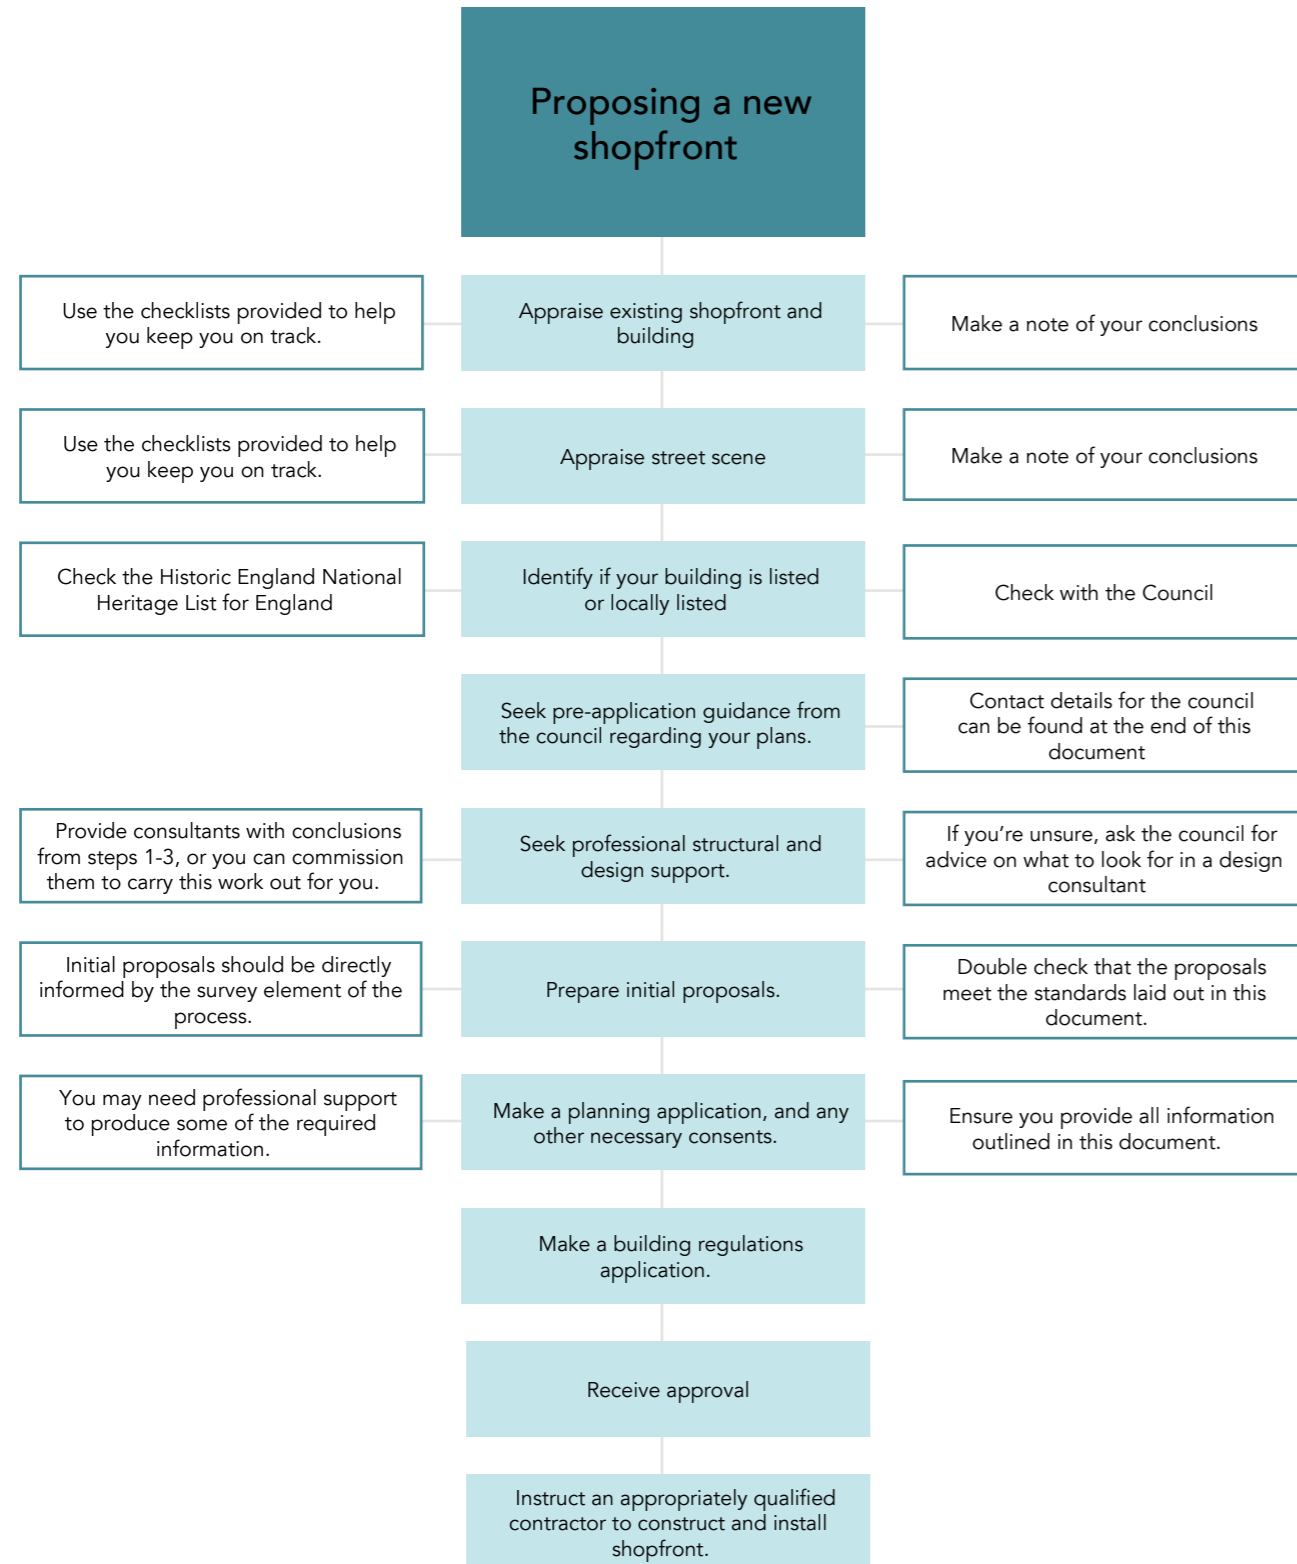 Proposing a new
shopfront
Use the checklists provided to help
you keep you on track.
Appraise existing shopfront and
building
Make a note of your conclusions
Use the checklists provided to help
you keep you on track.
Appraise street scene
Make a note of your conclusions
Check the Historic England National
Heritage List for England
Identify if your building is listed
or locally listed
Check with the Council
Seek pre-application guidance from
the council regarding your plans.
Contact details for the council
can be found at the end of this
document
Provide consultants with conclusions
from steps 1-3, or you can commission
them to carry this work out for you.
Seek professional structural and
design support.
If you’re unsure, ask the council for
advice on what to look for in a design
consultant
Initial proposals should be directly
informed by the survey element of the
process.
Prepare initial proposals.
Double check that the proposals
meet the standards laid out in this
document.
You may need professional support
to produce some of the required
information.
Make a planning application, and any
other necessary consents.
Ensure you provide all information
outlined in this document.
Make a building regulations
application.
Receive approval
Instruct an appropriately qualified
contractor to construct and install
shopfront.